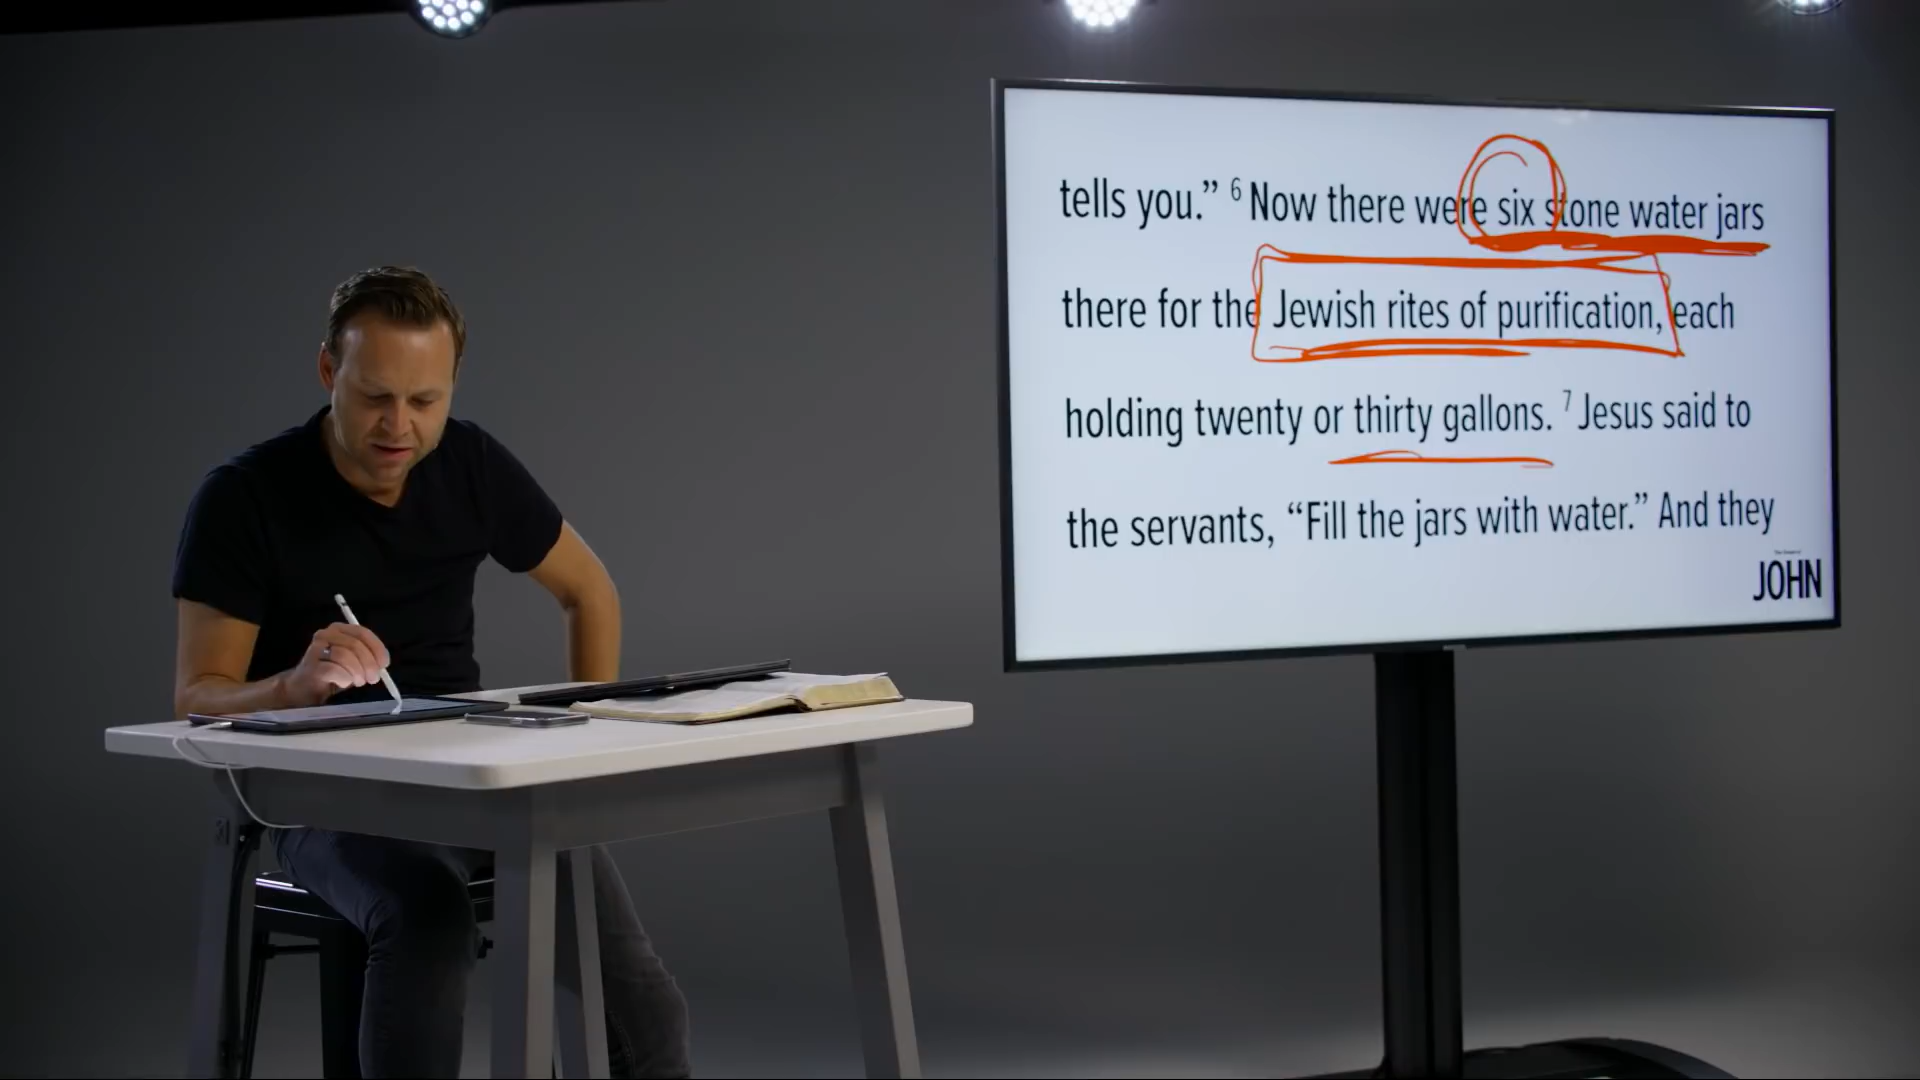 tells you.” 6 Now there were six stone water jars
there for the Jewish rites of purification, each
holding twenty or thirty gallons. 7 Jesus said to
the servants, “Fill the jars with water.” And they
JOHN